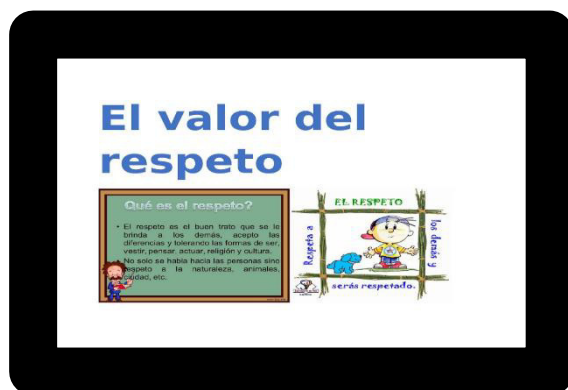 El valor del
respeto
Qué es el respeto?
• El respeto es el buen trato que se le
brinda a los demás, acepto las
diferencias y tolerando las formas de ser,
vestir, pensar, actuar, religión y cultura.
• No solo se habla hacia las personas sino
respeto a la naturaleza, animales,
ciudad, etc.
EL RESPETO
Respeta a
los demás y
serás respetado.